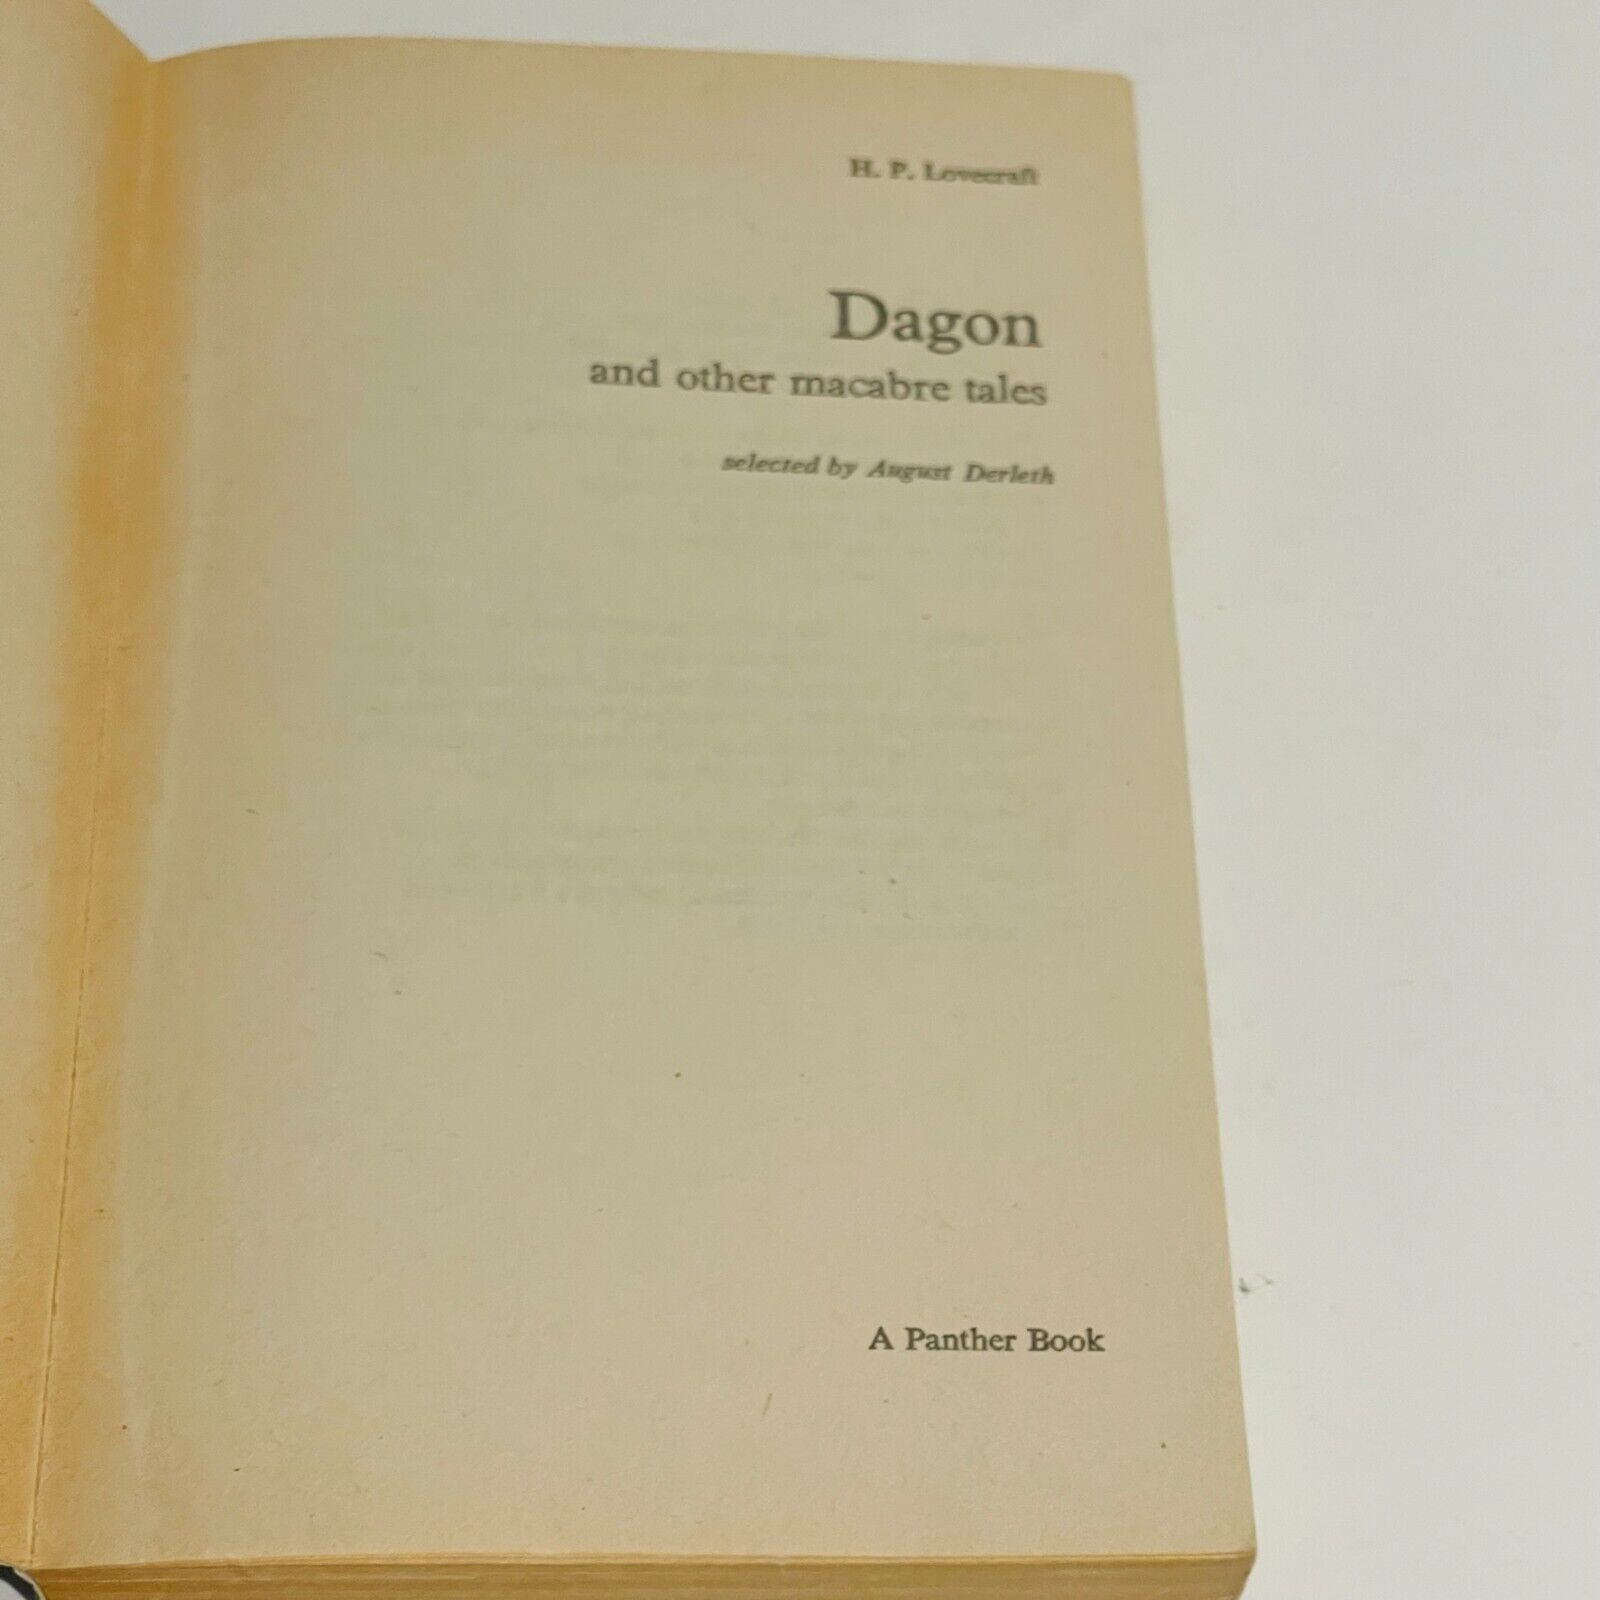 H. P. Lovecraft
Dagon
and other macabre tales
selected by August Derleth
A Panther Book